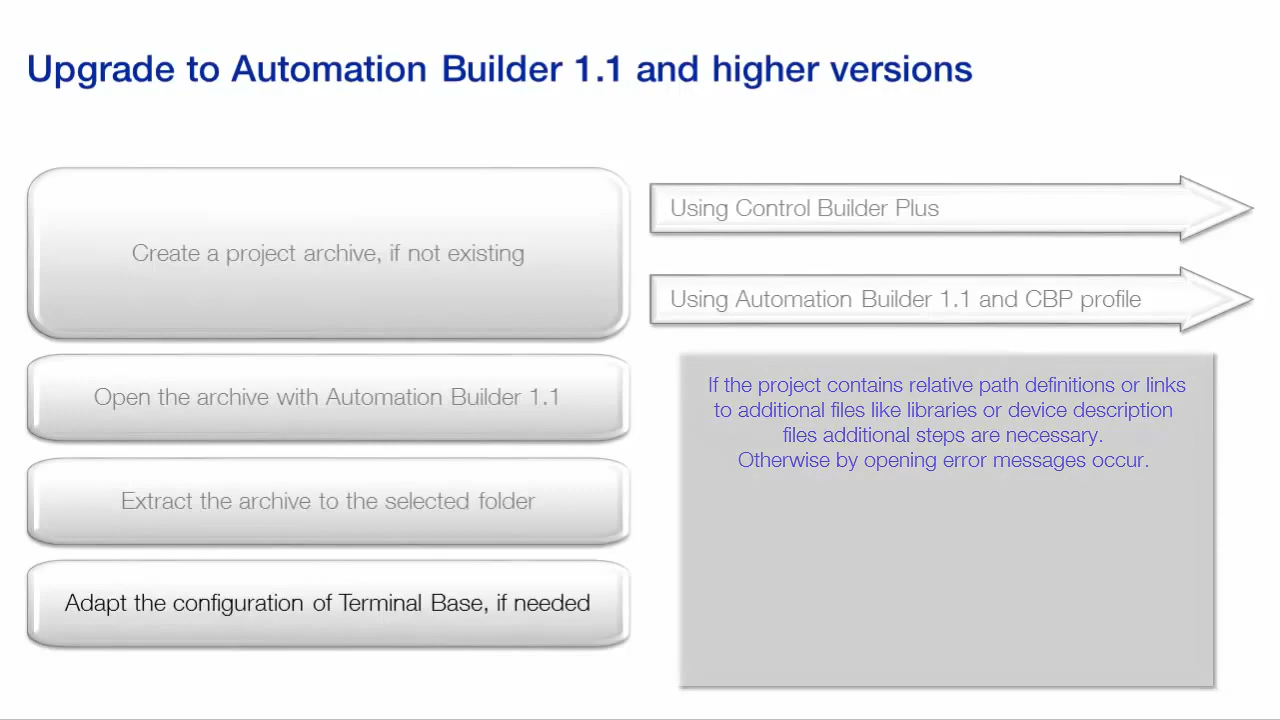 Upgrade to Automation Builder 1.1 and higher versions
Create a project archive, if not existing
Using Control Builder Plus
Using Automation Builder 1.1 and CBP profile
Open the archive with Automation Builder 1.1
Extract the archive to the selected folder
Adapt the configuration of Terminal Base, if needed
If the project contains relative path definitions or links
to additional files like libraries or device description
files additional steps are necessary.
Otherwise by opening error messages occur.